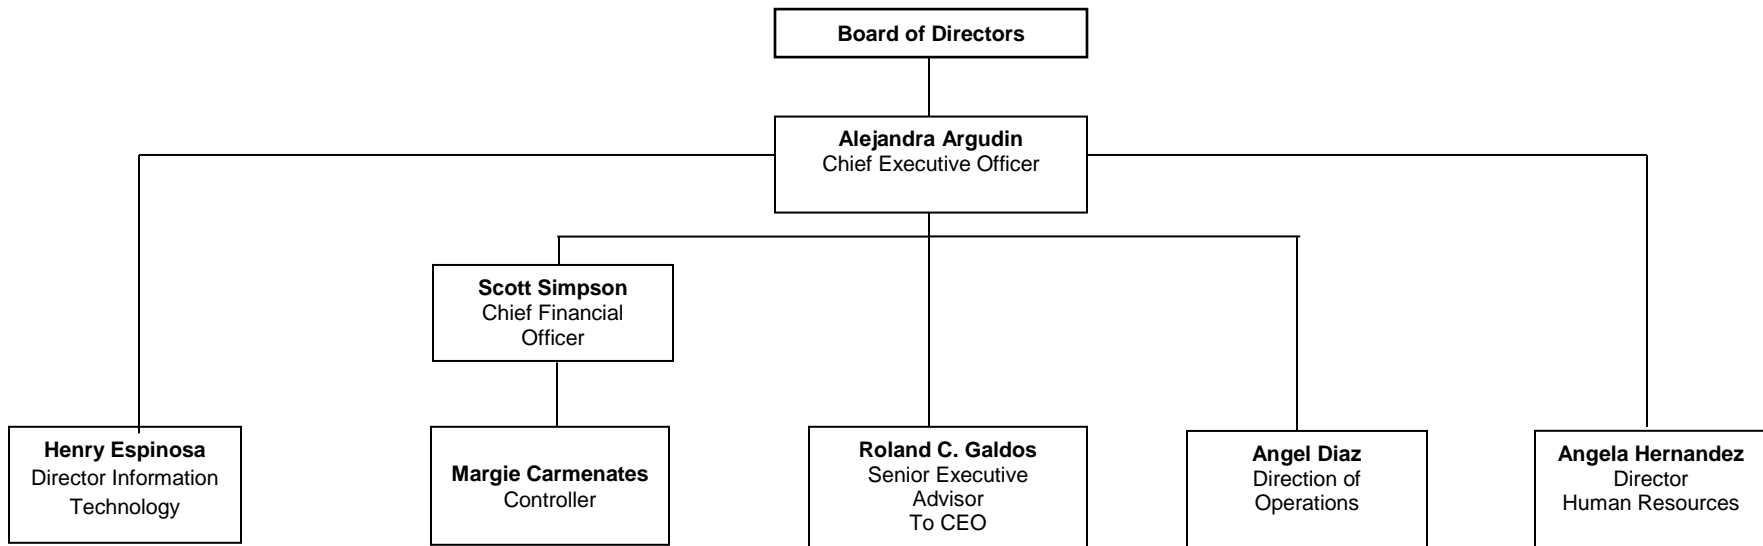 Board of Directors
Alejandra Argudin
Chief Executive Officer
Scott Simpson
Chief Financial
Officer
Henry Espinosa
Director Information
Technology
Margie Carmenates
Controller
Roland C. Galdos
Senior Executive
Advisor
To CEO
Angel Diaz
Direction of
Operations
Angela Hernandez
Director
Human Resources